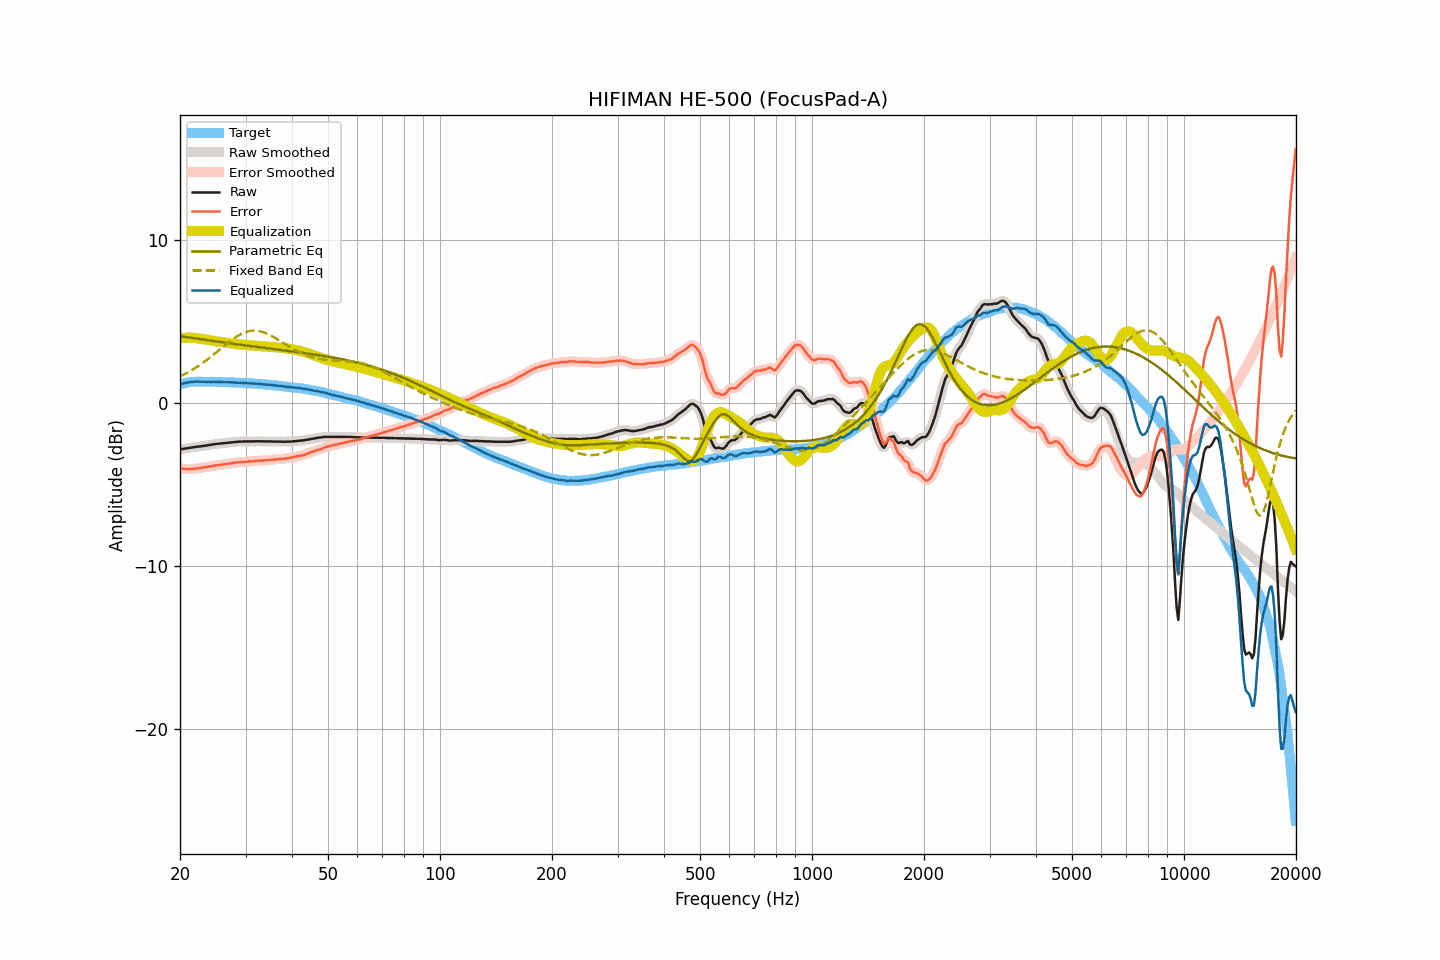 HIFIMAN HE-500 (FocusPad-A)
Target
Raw Smoothed
Error Smoothed
Raw
Error
Equalization
Parametric Eq
Fixed Band Eq
Equalized
Amplitude (dBr)
10
0
−10
−20
20
50
100
200
500
1000
2000
5000
10000
20000
Frequency (Hz)